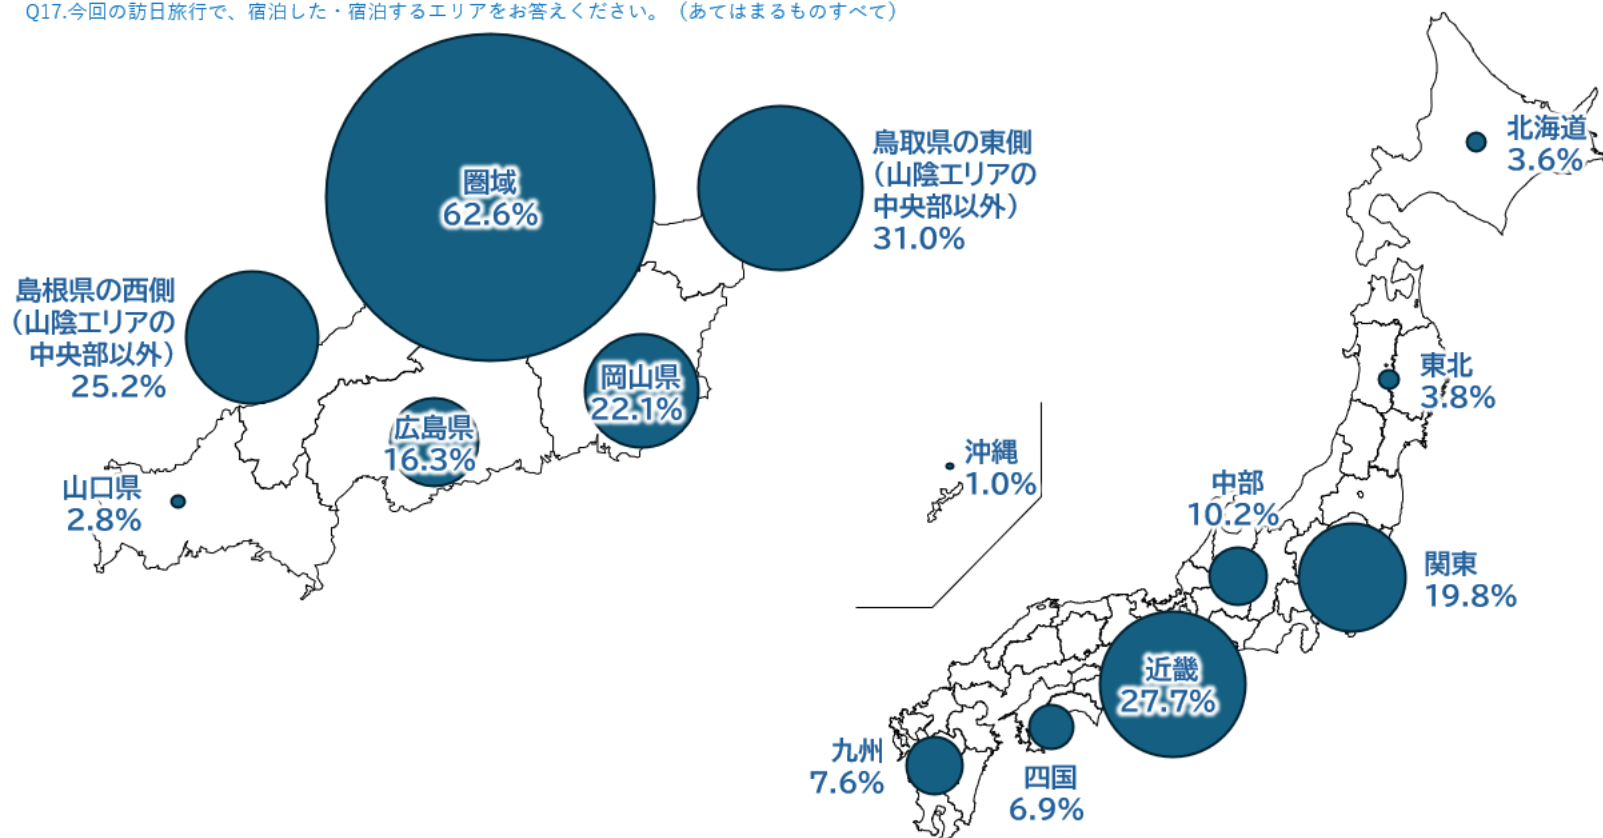 Q17.今回の訪日旅行で、宿泊した・宿泊するエリアをお答えください。（あてはまるものすべて）
圏域
62.6%
鳥取県の東側
（山陰エリアの
中央部以外）
31.0%
島根県の西側
（山陰エリアの
中央部以外）
25.2%
岡山県
22.1%
広島県
16.3%
山口県
2.8%
北海道
3.6%
東北
3.8%
沖縄
1.0%
中部
10.2%
関東
19.8%
近畿
27.7%
九州
7.6%
四国
6.9%